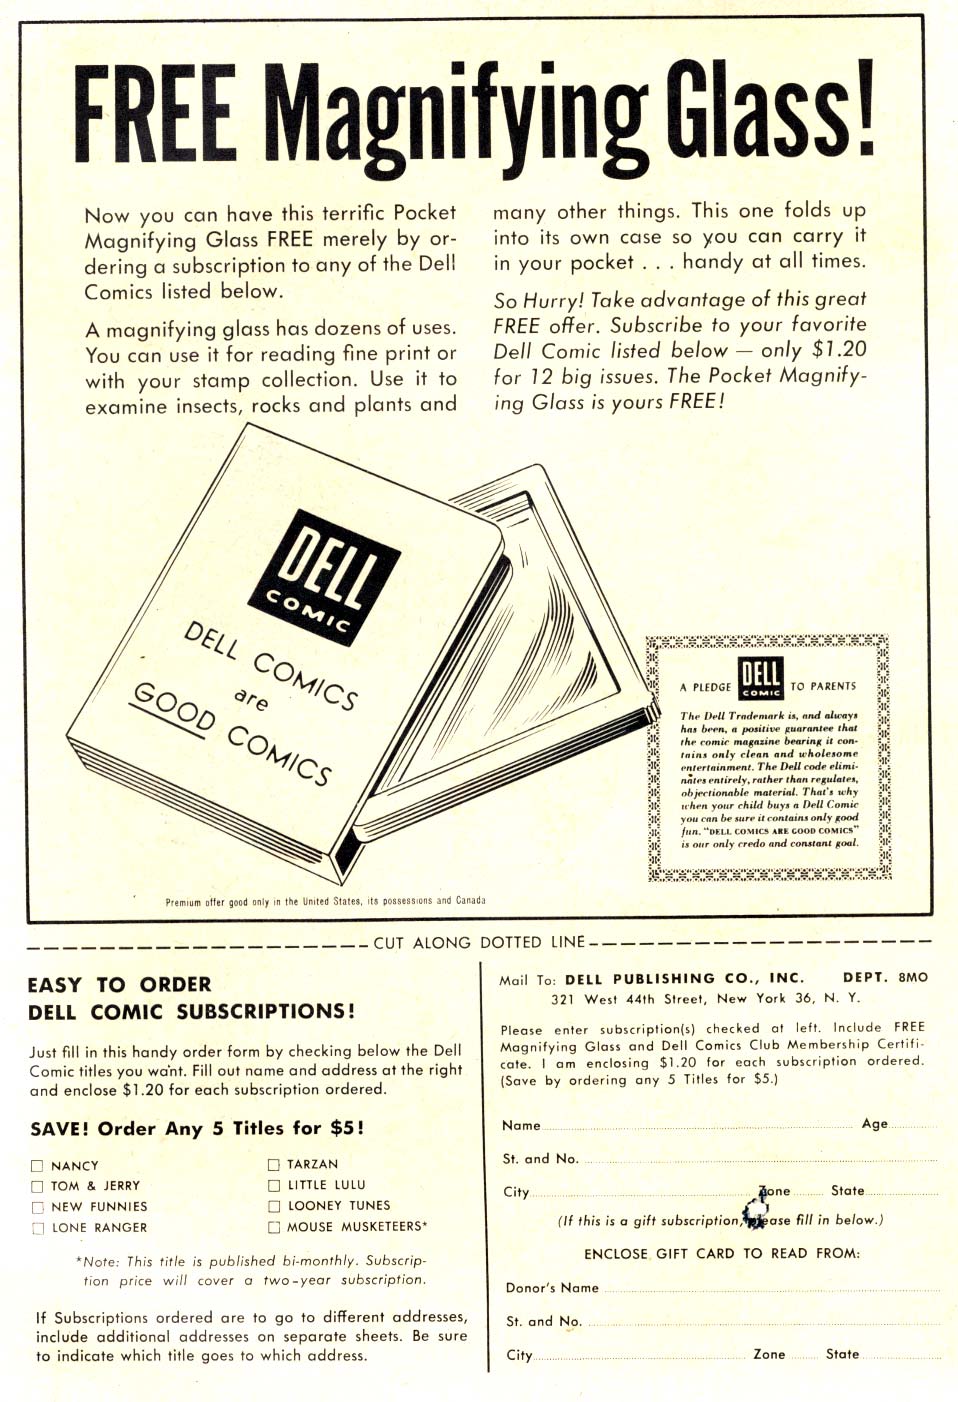 FREE Magnifying Glass!
Now you can have this terrific Pocket
Magnifying Glass FREE merely by or-
dering a subscription to any of the Dell
Comics listed below.
A magnifying glass has dozens of uses.
You can use it for reading fine print or
with your stamp collection. Use it to
examine insects, rocks and plants and
many other things. This one folds up
into its own case so you can carry it
in your pocket . . . handy at all times.
So Hurry! Take advantage of this great
FREE offer. Subscribe to your favorite
Dell Comic listed below — only $1.20
for 12 big issues. The Pocket Magnify-
ing Glass is yours FREE!
DELL
COMIC
DELL COMICS
are
GOOD COMICS
A PLEDGE DELL COMIC TO PARENTS
The Dell Trademark is, and always
has been, a positive guarantee that
the comic magazine bearing it con-
tains only clean and wholesome
entertainment. The Dell code elimi-
nates entirely, rather than regulates,
objectionable material. That's why
when your child buys a Dell Comic
you can be sure it contains only good
fun. "DELL COMICS ARE GOOD COMICS"
is our only credo and constant goal.
Premium offer good only in the United States, its possessions and Canada
CUT ALONG DOTTED LINE
EASY TO ORDER
DELL COMIC SUBSCRIPTIONS!
Just fill in this handy order form by checking below the Dell
Comic titles you want. Fill out name and address at the right
and enclose $1.20 for each subscription ordered.
SAVE! Order Any 5 Titles for $5!
NANCY
TOM & JERRY
NEW FUNNIES
LONE RANGER
TARZAN
LITTLE LULU
LOONEY TUNES
MOUSE MUSKETEERS*
*Note: This title is published bi-monthly. Subscrip-
tion price will cover a two-year subscription.
If Subscriptions ordered are to go to different addresses,
include additional addresses on separate sheets. Be sure
to indicate which title goes to which address.
Mail To: DELL PUBLISHING CO., INC. DEPT. 8MO
321 West 44th Street, New York 36, N. Y.
Please enter subscription(s) checked at left. Include FREE
Magnifying Glass and Dell Comics Club Membership Certifi-
cate. I am enclosing $1.20 for each subscription ordered.
(Save by ordering any 5 Titles for $5.)
Name Age
St. and No.
City Zone State
(If this is a gift subscription, please fill in below.)
ENCLOSE GIFT CARD TO READ FROM:
Donor's Name
St. and No.
City Zone State